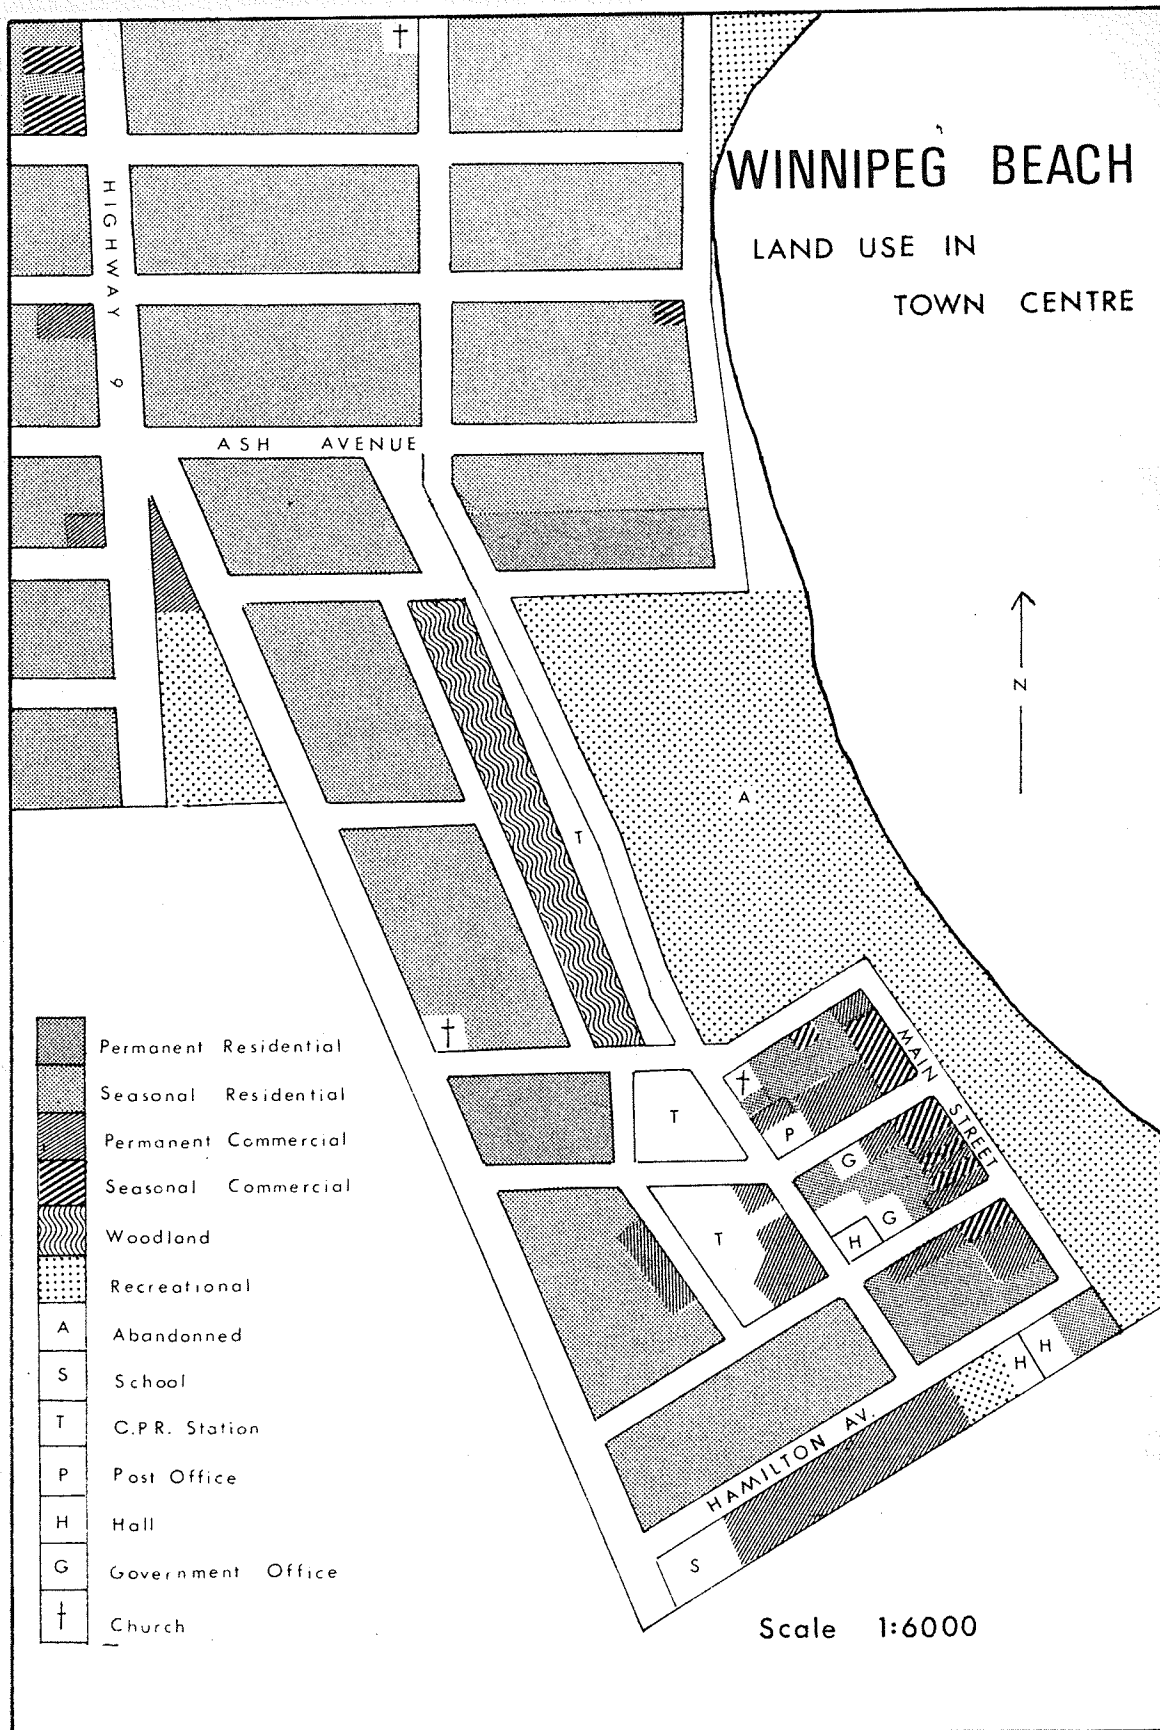 WINNIPEG BEACH
LAND USE IN
TOWN CENTRE
HIGHWAY 9
ASH AVENUE
N
A
T
MAIN STREET
T
P
G
G
H
T
H
H
HAMILTON AV.
S
Permanent Residential
Seasonal Residential
Permanent Commercial
Seasonal Commercial
Woodland
Recreational
A Abandonned
S School
T C.P.R. Station
P Post Office
H Hall
G Government Office
Church
Scale 1:6000